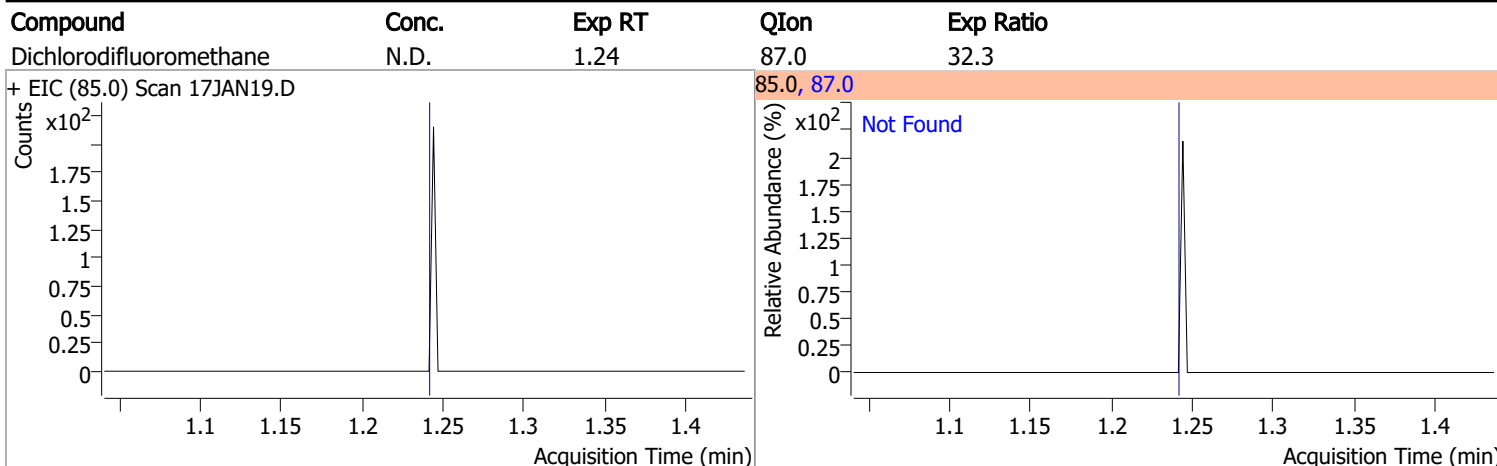 Compound Conc. Exp RT QIon Exp Ratio
Dichlorodifluoromethane N.D. 1.24 87.0 32.3
+ EIC (85.0) Scan 17JAN19.D
Counts
x10²
1.75
1.5
1.25
1
0.75
0.5
0.25
0
1.1 1.15 1.2 1.25 1.3 1.35 1.4
Acquisition Time (min)
85.0, 87.0
Relative Abundance (%)
x10²
Not Found
2
1.75
1.5
1.25
1
0.75
0.5
0.25
0
1.1 1.15 1.2 1.25 1.3 1.35 1.4
Acquisition Time (min)